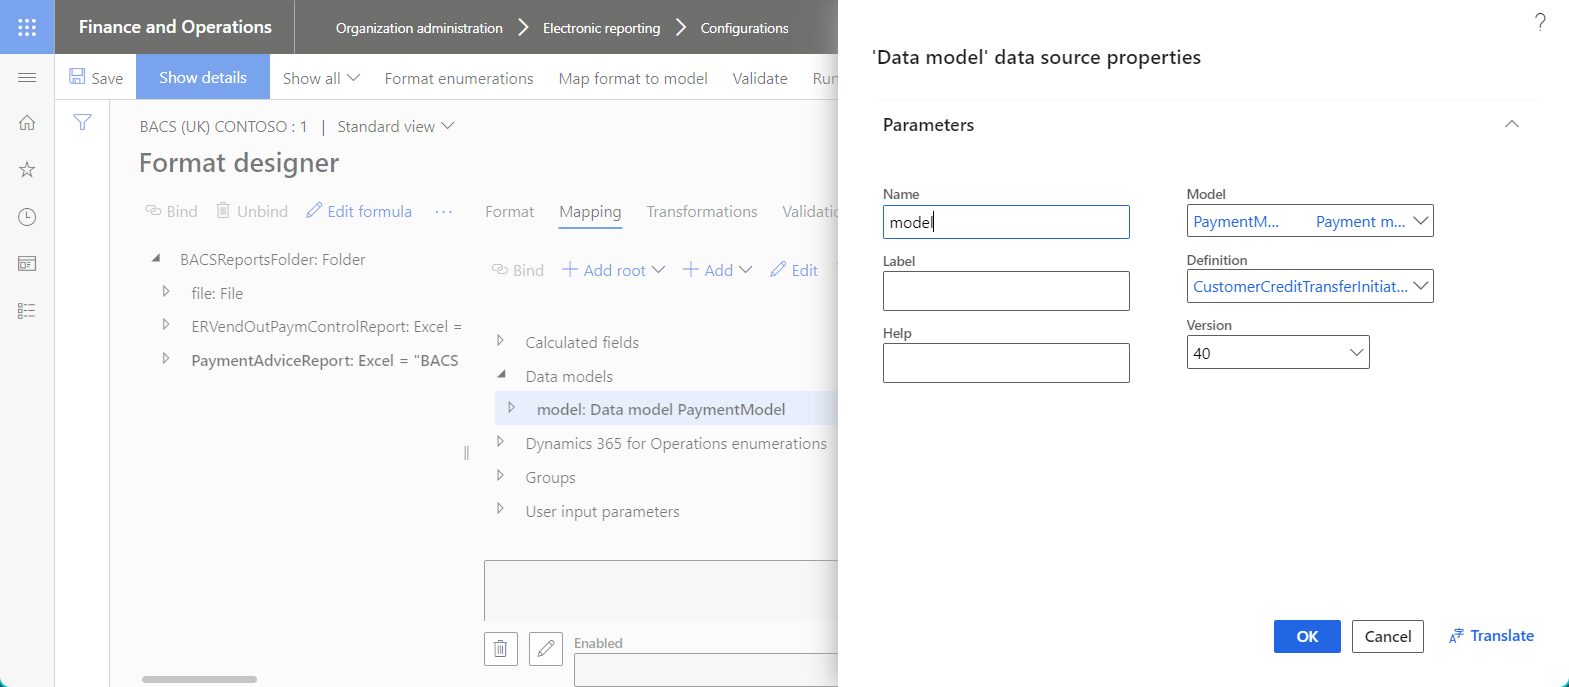 Finance and Operations
Organization administration
Electronic reporting
Configurations
Save
Show details
Show all
Format enumerations
Map format to model
Validate
BACS (UK) CONTOSO : 1 | Standard view
Format designer
Bind
Unbind
Edit formula
...
Format
Mapping
Transformations
BACSReportsFolder: Folder
file: File
ERVendOutPaymControlReport: Excel =
PaymentAdviceReport: Excel = "BACS
Bind
Add root
Add
Edit
Calculated fields
Data models
model: Data model PaymentModel
Dynamics 365 for Operations enumerations
Groups
User input parameters
Enabled
?
'Data model' data source properties
Parameters
Name
model
Label
Help
Model
PaymentM... Payment m...
Definition
CustomerCreditTransferInitiat...
Version
40
OK
Cancel
Translate